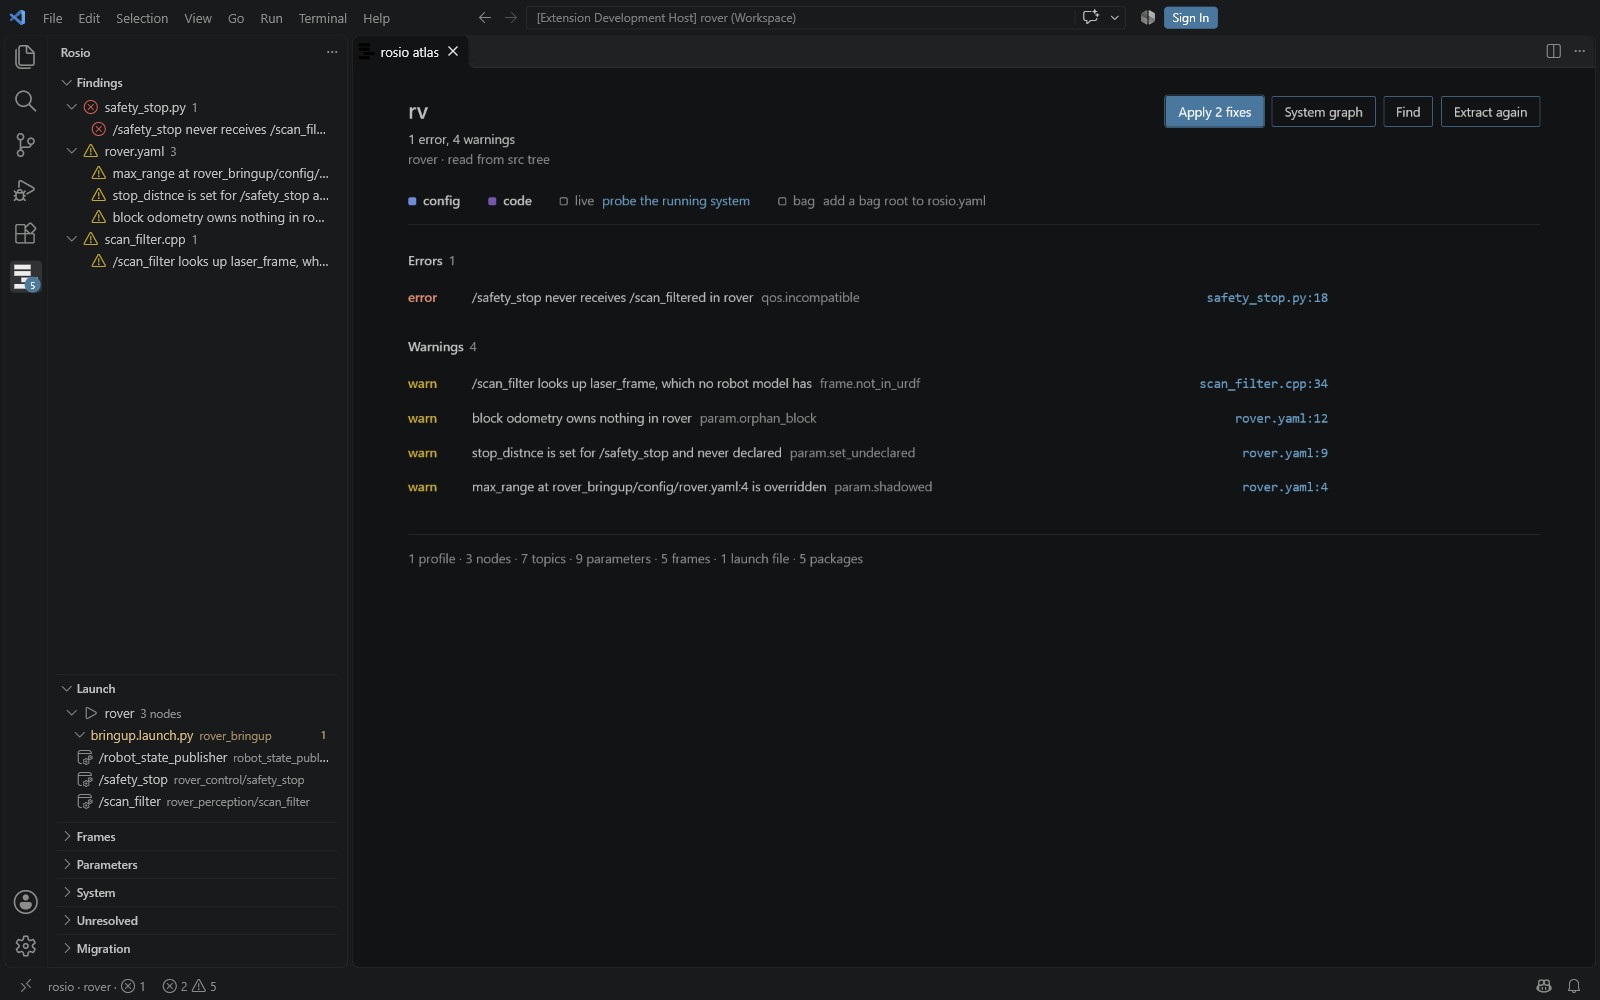 File Edit Selection View Go Run Terminal Help
[Extension Development Host] rover (Workspace)
Sign In
Rosio
rosio atlas
Findings
safety_stop.py 1
/safety_stop never receives /scan_fil...
rover.yaml 3
max_range at rover_bringup/config/...
stop_distnce is set for /safety_stop a...
block odometry owns nothing in ro...
scan_filter.cpp 1
/scan_filter looks up laser_frame, wh...
5
Launch
rover 3 nodes
bringup.launch.py rover_bringup 1
/robot_state_publisher robot_state_publ...
/safety_stop rover_control/safety_stop
/scan_filter rover_perception/scan_filter
Frames
Parameters
System
Unresolved
Migration
rv
Apply 2 fixes System graph Find Extract again
1 error, 4 warnings
rover · read from src tree
config code live probe the running system bag add a bag root to rosio.yaml
Errors 1
error /safety_stop never receives /scan_filtered in rover qos.incompatible safety_stop.py:18
Warnings 4
warn /scan_filter looks up laser_frame, which no robot model has frame.not_in_urdf scan_filter.cpp:34
warn block odometry owns nothing in rover param.orphan_block rover.yaml:12
warn stop_distnce is set for /safety_stop and never declared param.set_undeclared rover.yaml:9
warn max_range at rover_bringup/config/rover.yaml:4 is overridden param.shadowed rover.yaml:4
1 profile · 3 nodes · 7 topics · 9 parameters · 5 frames · 1 launch file · 5 packages
rosio · rover · 1 2 5